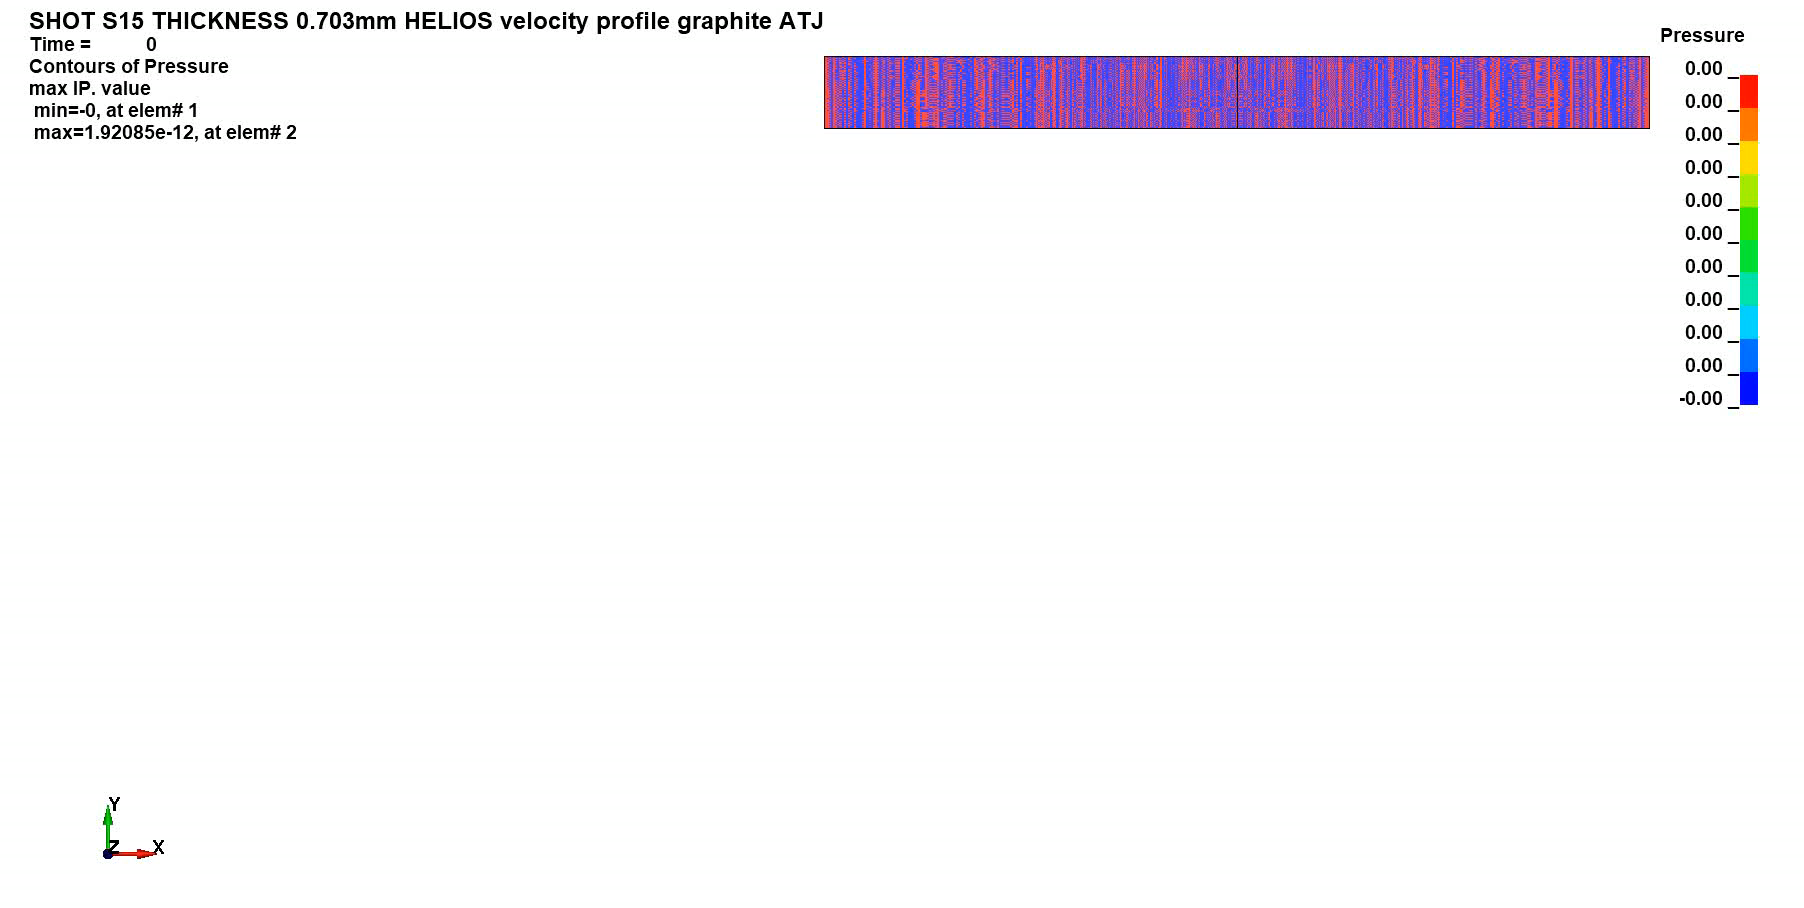 SHOT S15 THICKNESS 0.703mm HELIOS velocity profile graphite ATJ
Time = 0
Contours of Pressure
max IP. value
min=-0, at elem# 1
max=1.92085e-12, at elem# 2
Pressure
0.00
0.00
0.00
0.00
0.00
0.00
0.00
0.00
0.00
0.00
-0.00
Y
Z X